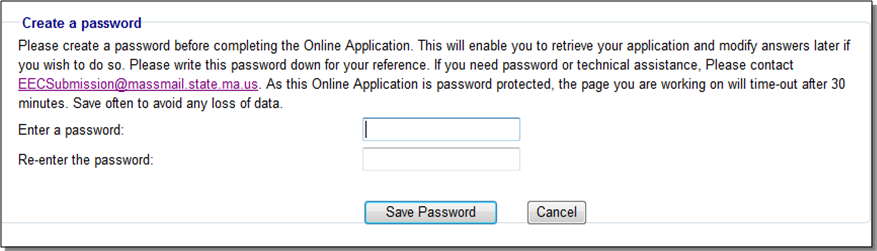 Create a password
Please create a password before completing the Online Application. This will enable you to retrieve your application and modify answers later if
you wish to do so. Please write this password down for your reference. If you need password or technical assistance, Please contact
EECSubmission@massmail.state.ma.us. As this Online Application is password protected, the page you are working on will time-out after 30
minutes. Save often to avoid any loss of data.
Enter a password:
Re-enter the password:
Save Password Cancel